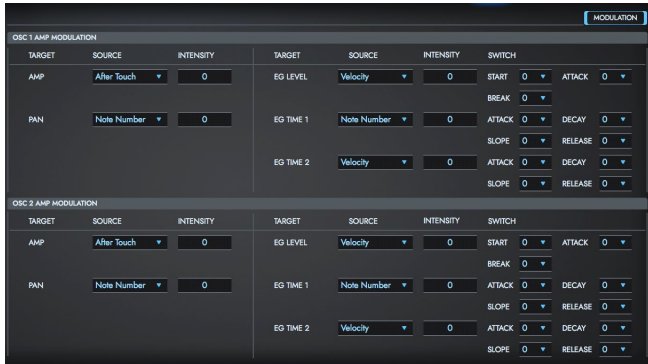 MODULATION
OSC 1 AMP MODULATION
TARGET SOURCE INTENSITY TARGET SOURCE INTENSITY SWITCH
AMP After Touch 0 EG LEVEL Velocity 0 START 0 ATTACK 0
BREAK 0
PAN Note Number 0 EG TIME 1 Note Number 0 ATTACK 0 DECAY 0
SLOPE 0 RELEASE 0
EG TIME 2 Velocity 0 ATTACK 0 DECAY 0
SLOPE 0 RELEASE 0
OSC 2 AMP MODULATION
TARGET SOURCE INTENSITY TARGET SOURCE INTENSITY SWITCH
AMP After Touch 0 EG LEVEL Velocity 0 START 0 ATTACK 0
BREAK 0
PAN Note Number 0 EG TIME 1 Note Number 0 ATTACK 0 DECAY 0
SLOPE 0 RELEASE 0
EG TIME 2 Velocity 0 ATTACK 0 DECAY 0
SLOPE 0 RELEASE 0